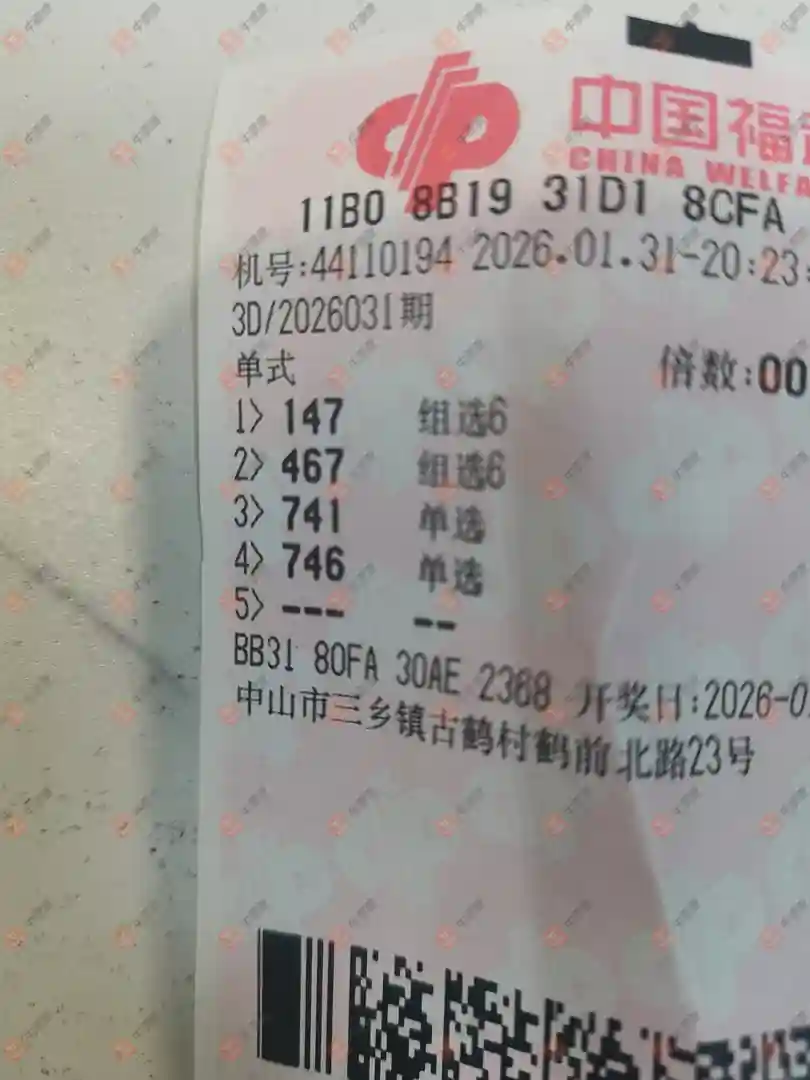 中国福
CHINA WELFA
11B0 8B19 31D1 8CFA
机号:44110194 2026.01.31-20:23:
3D/2026031期
单式 倍数:00
1> 147 组选6
2> 467 组选6
3> 741 单选
4> 746 单选
5> --- --
BB31 80FA 30AE 2368 开奖日:2026-0
中山市三乡镇古鹤村鹤前北路23号